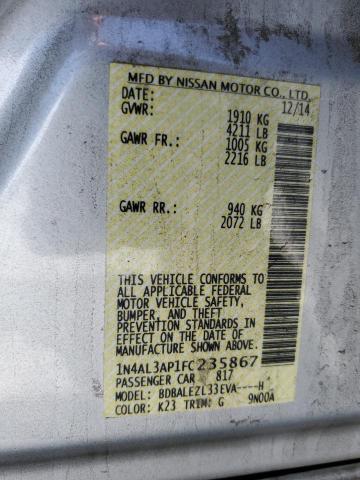 MFD BY NISSAN MOTOR CO., LTD.
DATE: 12/14
GVWR: 1910 KG
4211 LB
GAWR FR.: 1005 KG
2216 LB
GAWR RR.: 940 KG
2072 LB
THIS VEHICLE CONFORMS TO
ALL APPLICABLE FEDERAL
MOTOR VEHICLE SAFETY,
BUMPER, AND THEFT
PREVENTION STANDARDS IN
EFFECT ON THE DATE OF
MANUFACTURE SHOWN ABOVE.
1N4AL3AP1FC235867
PASSENGER CAR 817
MODEL: BDBALEZL33EVA----H
COLOR: K23 TRIM: G 9N00A